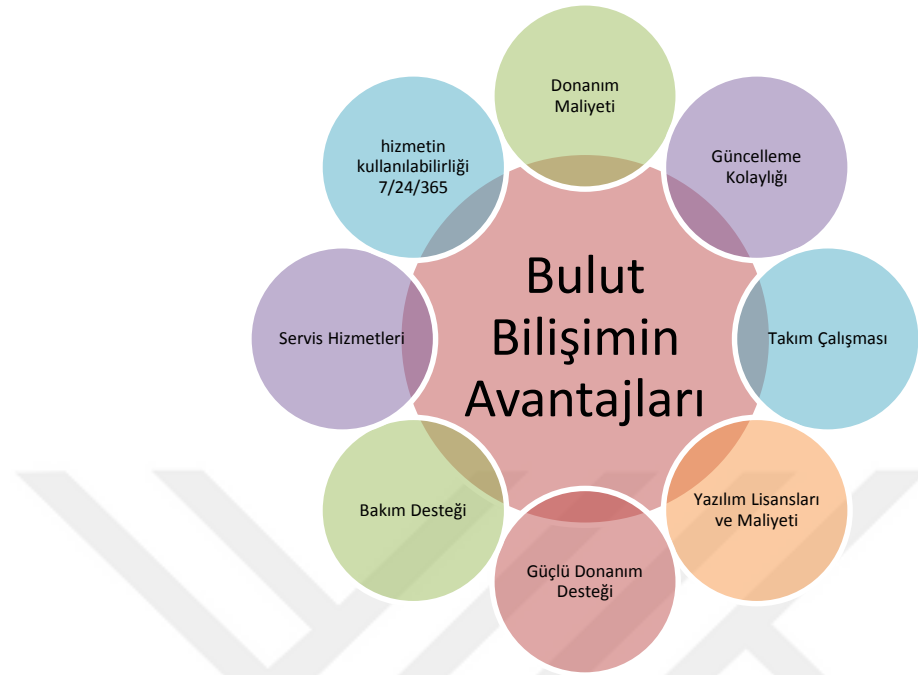 Donanım
Maliyeti
Güncelleme
Kolaylığı
Takım Çalışması
Yazılım Lisansları
ve Maliyeti
Güçlü Donanım
Desteği
Bakım Desteği
Servis Hizmetleri
hizmetin
kullanılabilirliği
7/24/365
Bulut
Bilişimin
Avantajları